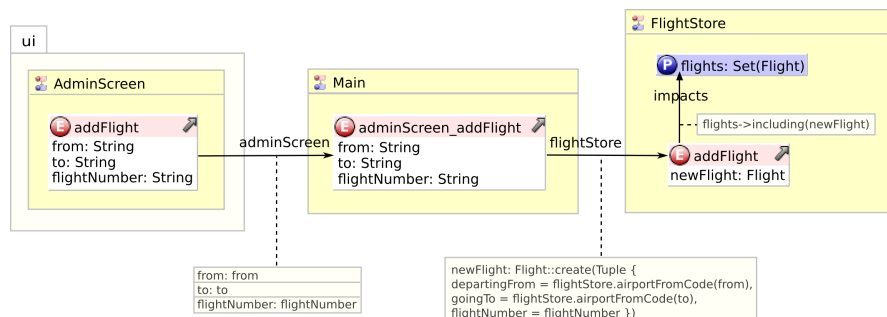 ui
AdminScreen
E addFlight
from: String
to: String
flightNumber: String
adminScreen
Main
E adminScreen_addFlight
from: String
to: String
flightNumber: String
flightStore
FlightStore
P flights: Set(Flight)
impacts
flights->including(newFlight)
E addFlight
newFlight: Flight
from: from
to: to
flightNumber: flightNumber
newFlight: Flight::create(Tuple {
departingFrom = flightStore.airportFromCode(from),
goingTo = flightStore.airportFromCode(to),
flightNumber = flightNumber })